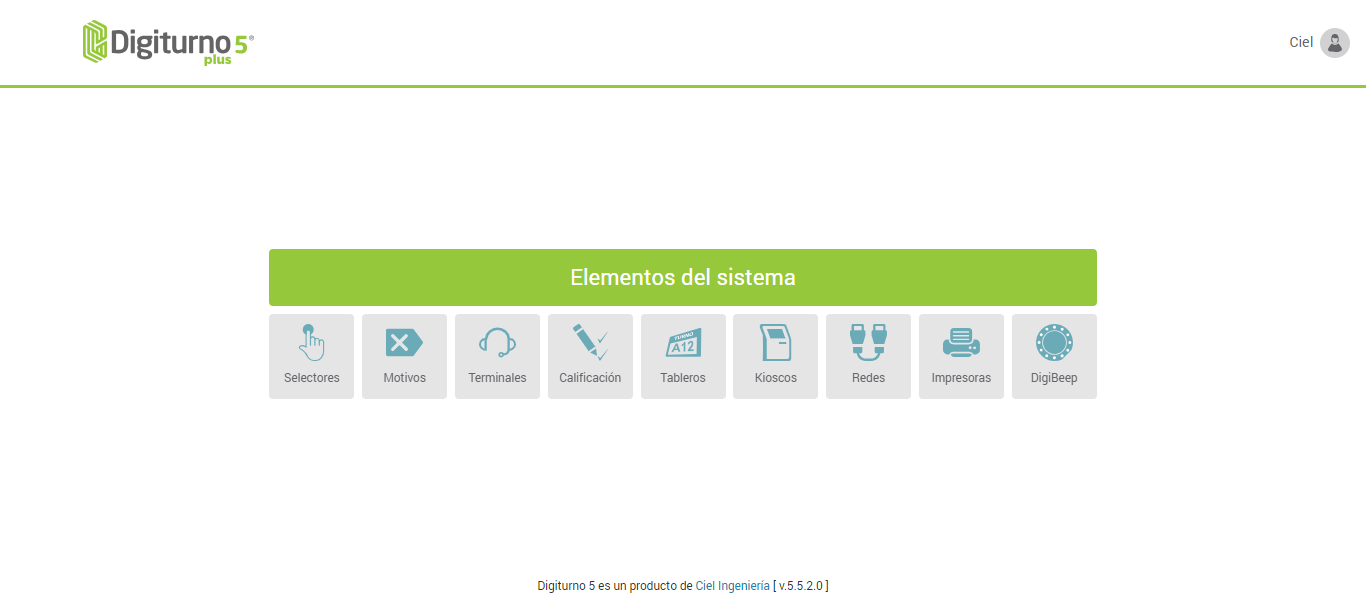 Digiturno 5®
plus
Ciel
Elementos del sistema
TURNO
A12
Selectores
Motivos
Terminales
Calificación
Tableros
Kioscos
Redes
Impresoras
DigiBeep
Digiturno 5 es un producto de Ciel Ingeniería [ v.5.5.2.0 ]